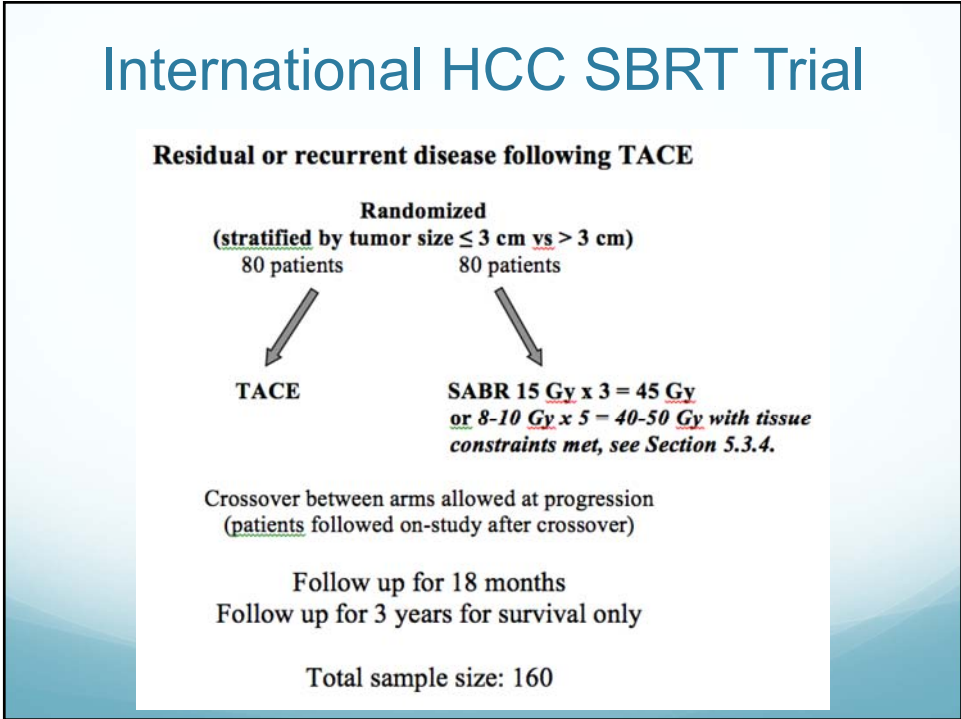 International HCC SBRT Trial
Residual or recurrent disease following TACE
Randomized
(stratified by tumor size ≤ 3 cm vs > 3 cm)
80 patients 80 patients
TACE SABR 15 Gy x 3 = 45 Gy
or 8-10 Gy x 5 = 40-50 Gy with tissue
constraints met, see Section 5.3.4.
Crossover between arms allowed at progression
(patients followed on-study after crossover)
Follow up for 18 months
Follow up for 3 years for survival only
Total sample size: 160